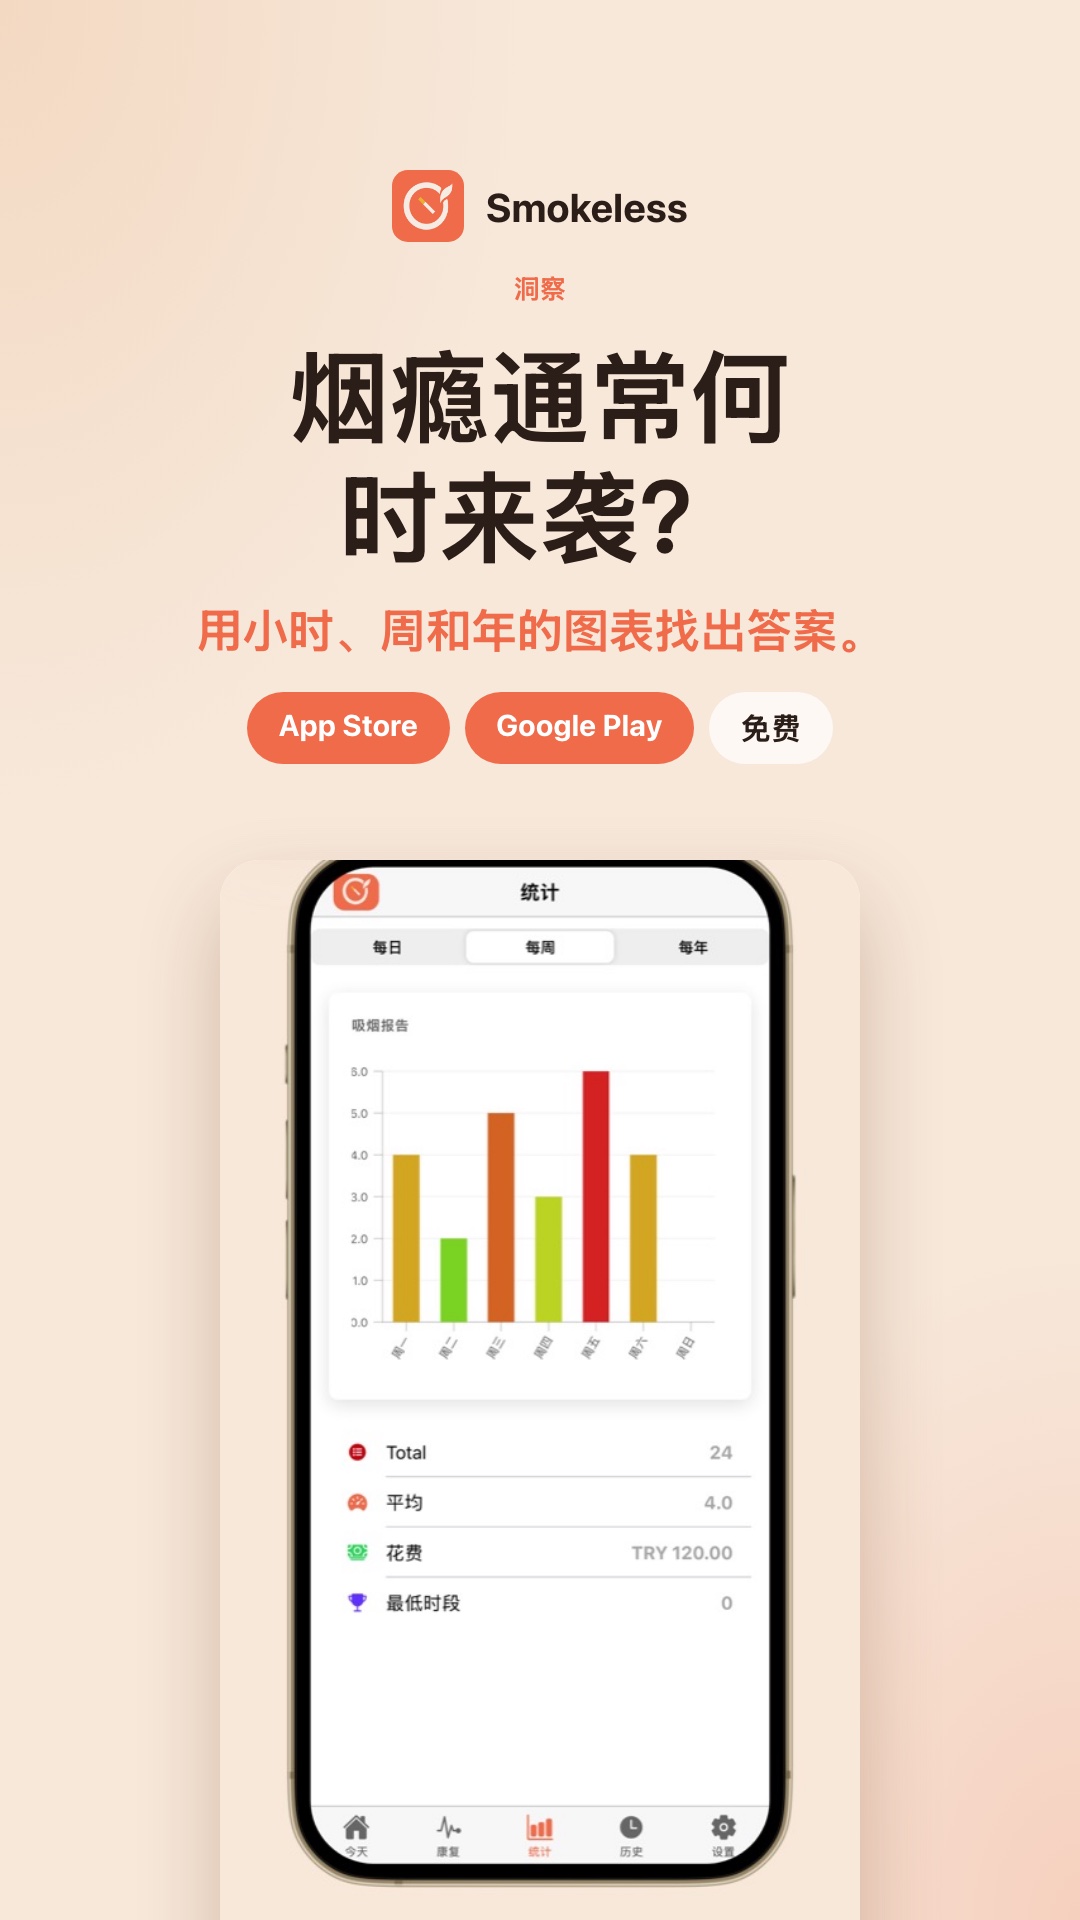 Smokeless
洞察
烟瘾通常何
时来袭?
用小时、周和年的图表找出答案。
App Store
Google Play
免费
统计
每日
每周
每年
吸烟报告
6.0
5.0
4.0
3.0
2.0
1.0
0.0
周一
周二
周三
周四
周五
周六
周日
Total
24
平均
4.0
花费
TRY 120.00
最低时段
0
今天
康复
统计
历史
设置